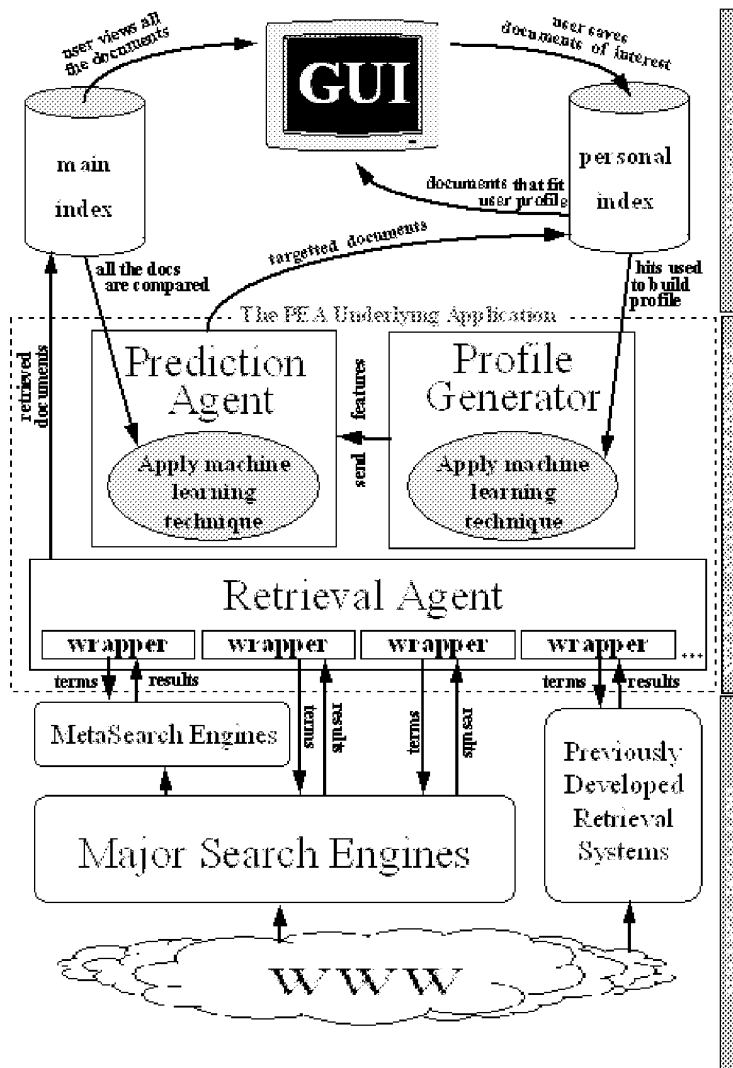 user views all
the documents
GUI
user saves
documents of interest
main
index
personal
index
documents that fit
user profile
targetted documents
all the docs
are compared
hits used
to build
profile
The PEA Underlying Application
retrieved
documents
Prediction
Agent
Apply machine
learning
technique
send features
Profile
Generator
Apply machine
learning
technique
Retrieval Agent
wrapper
wrapper
wrapper
wrapper
...
terms
results
terms
results
terms
results
terms
results
MetaSearch Engines
Previously
Developed
Retrieval
Systems
Major Search Engines
WWW